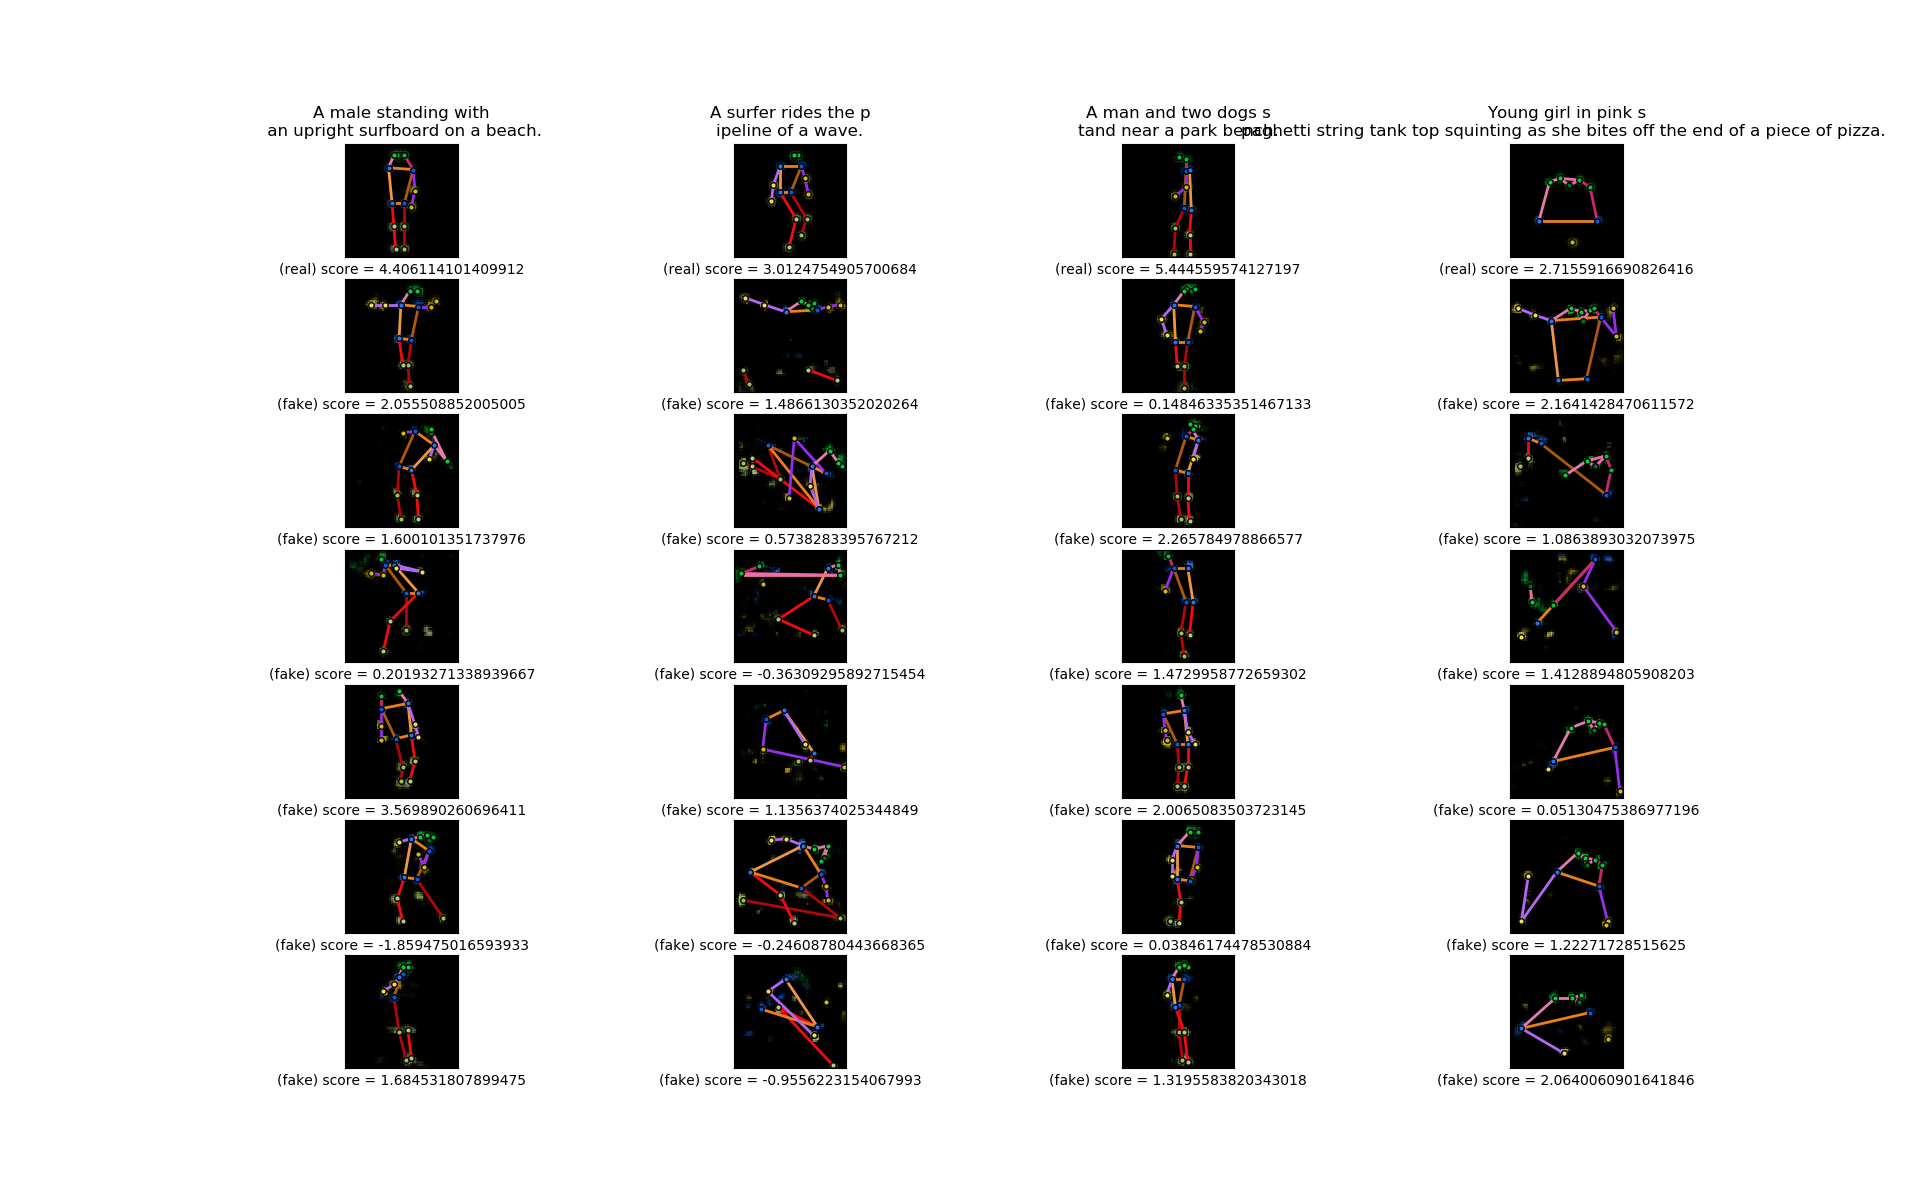 A male standing with
an upright surfboard on a beach.
A surfer rides the p
ipeline of a wave.
A man and two dogs s
tand near a park bench.
Young girl in pink s
paghetti string tank top squinting as she bites off the end of a piece of pizza.
(real) score = 4.406114101409912
(real) score = 3.0124754905700684
(real) score = 5.444559574127197
(real) score = 2.7155916690826416
(fake) score = 2.055508852005005
(fake) score = 1.4866130352020264
(fake) score = 0.14846335351467133
(fake) score = 2.1641428470611572
(fake) score = 1.600101351737976
(fake) score = 0.5738283395767212
(fake) score = 2.265784978866577
(fake) score = 1.0863893032073975
(fake) score = 0.20193271338939667
(fake) score = -0.36309295892715454
(fake) score = 1.4729958772659302
(fake) score = 1.4128894805908203
(fake) score = 3.569890260696411
(fake) score = 1.1356374025344849
(fake) score = 2.0065083503723145
(fake) score = 0.05130475386977196
(fake) score = -1.859475016593933
(fake) score = -0.24608780443668365
(fake) score = 0.03846174478530884
(fake) score = 1.22271728515625
(fake) score = 1.684531807899475
(fake) score = -0.9556223154067993
(fake) score = 1.3195583820343018
(fake) score = 2.0640060901641846